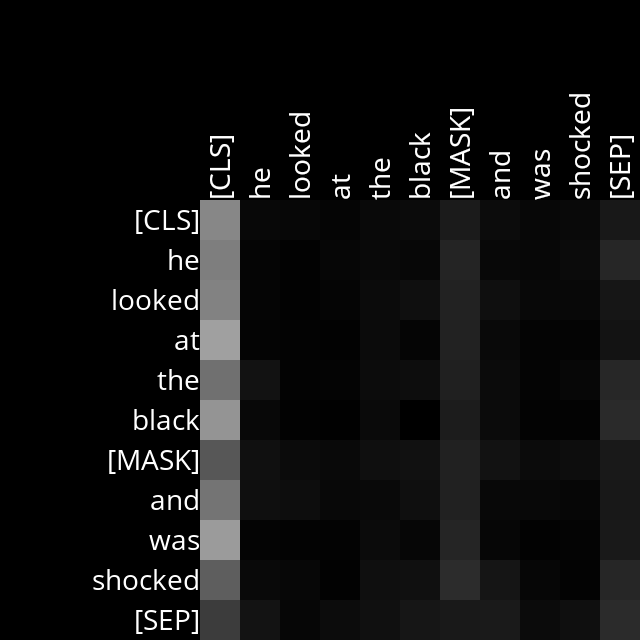 [CLS] he looked at the black [MASK] and was shocked [SEP]
[CLS]
he
looked
at
the
black
[MASK]
and
was
shocked
[SEP]